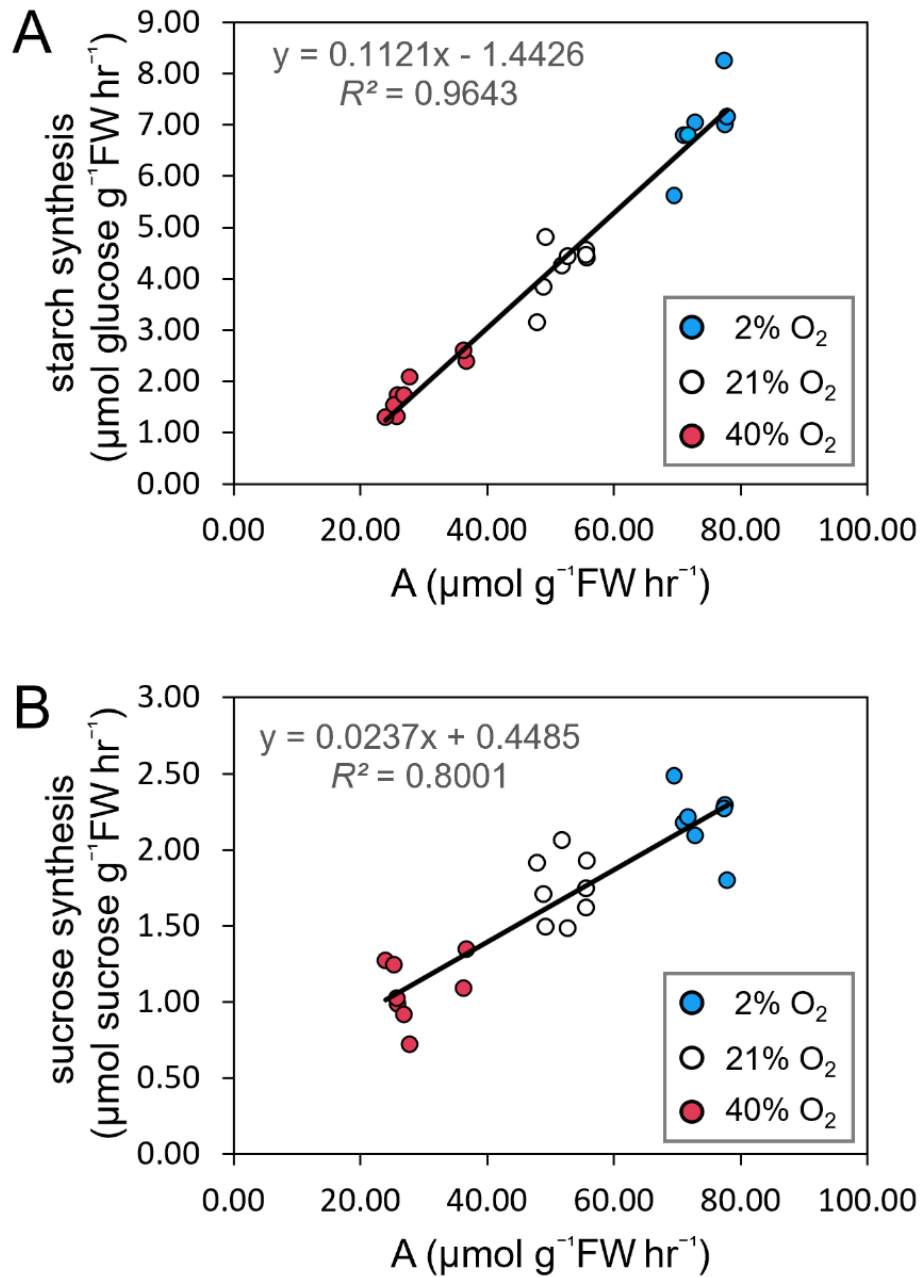 A
y = 0.1121x - 1.4426
R² = 0.9643
starch synthesis
(µmol glucose g⁻¹FW hr⁻¹)
9.00
8.00
7.00
6.00
5.00
4.00
3.00
2.00
1.00
0.00
2% O₂
21% O₂
40% O₂
0.00 20.00 40.00 60.00 80.00 100.00
A (µmol g⁻¹FW hr⁻¹)
B
y = 0.0237x + 0.4485
R² = 0.8001
sucrose synthesis
(µmol sucrose g⁻¹FW hr⁻¹)
3.00
2.50
2.00
1.50
1.00
0.50
0.00
2% O₂
21% O₂
40% O₂
0.00 20.00 40.00 60.00 80.00 100.00
A (µmol g⁻¹FW hr⁻¹)